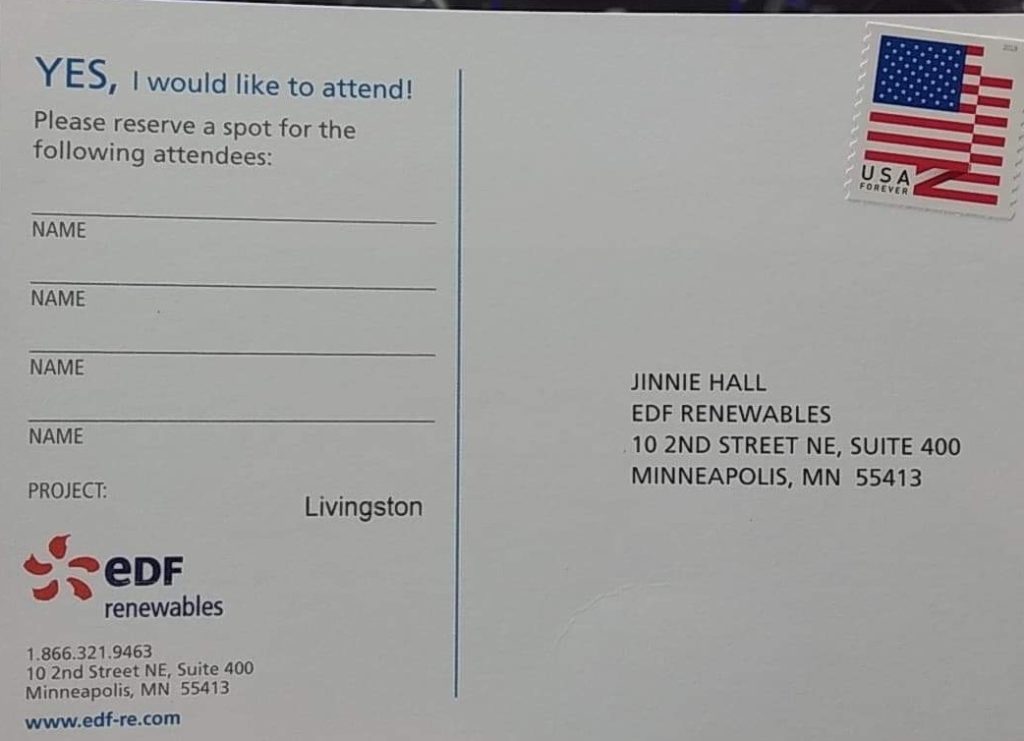 YES, I would like to attend!
Please reserve a spot for the
following attendees:
NAME
NAME
NAME
NAME
PROJECT:
Livingston
eDF
renewables
1.866.321.9463
10 2nd Street NE, Suite 400
Minneapolis, MN 55413
www.edf-re.com
2018
USA
FOREVER
JINNIE HALL
EDF RENEWABLES
10 2ND STREET NE, SUITE 400
MINNEAPOLIS, MN 55413